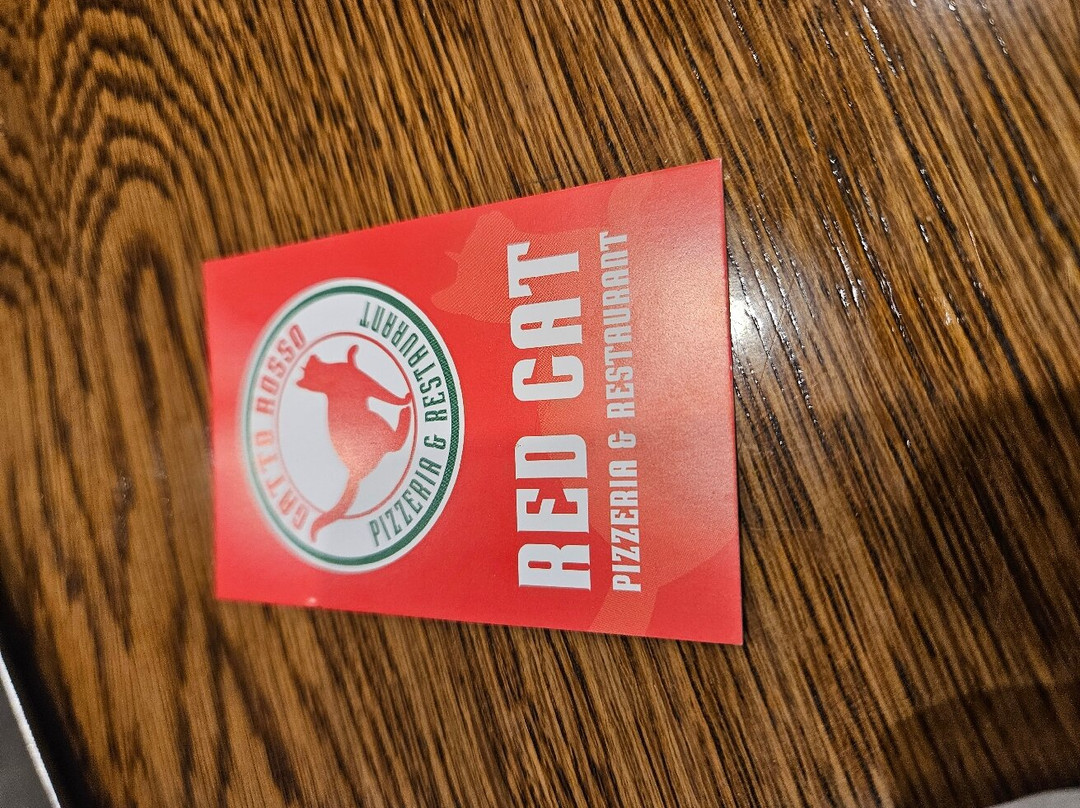 GATTO ROSSO
PIZZERIA & RESTAURANT
RED CAT
PIZZERIA & RESTAURANT